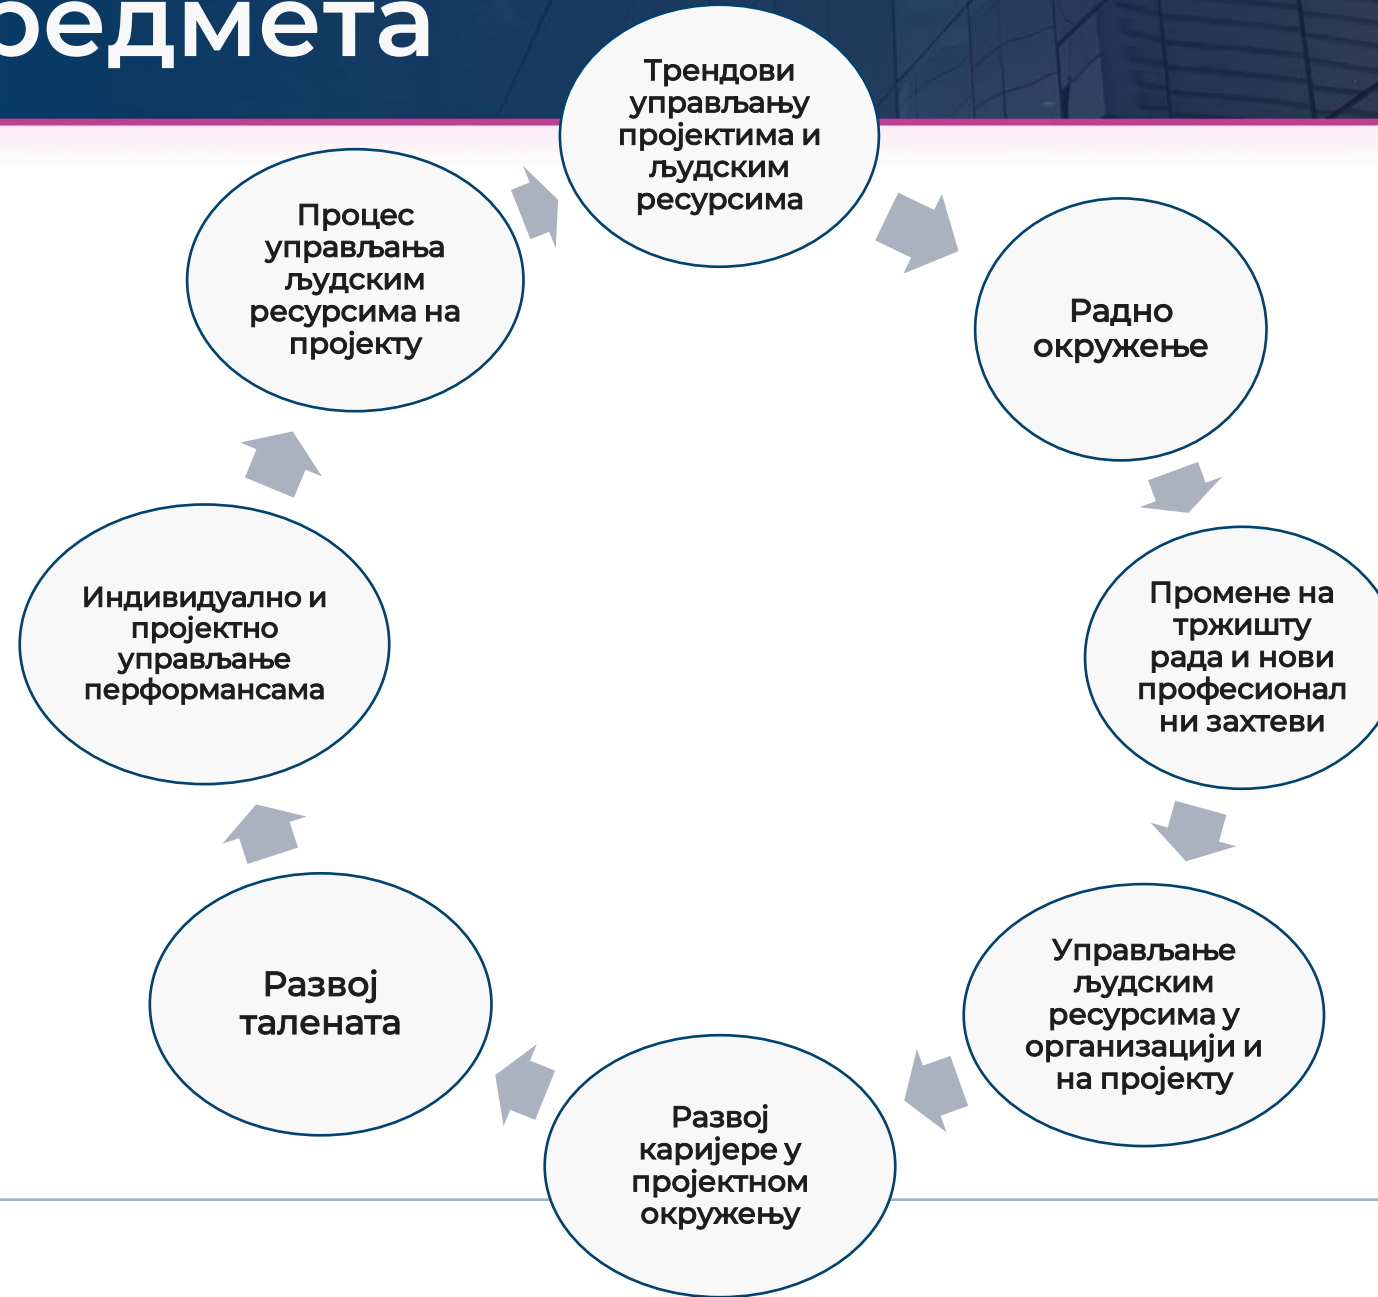 редмета
Трендови
управљању
пројектима и
људским
ресурсима
Радно
окружење
Промене на
тржишту
рада и нови
професионал
ни захтеви
Управљање
људским
ресурсима у
организацији и
на пројекту
Развој
каријере у
пројектном
окружењу
Развој
талената
Индивидуално и
пројектно
управљање
перформансама
Процес
управљања
људским
ресурсима на
пројекту